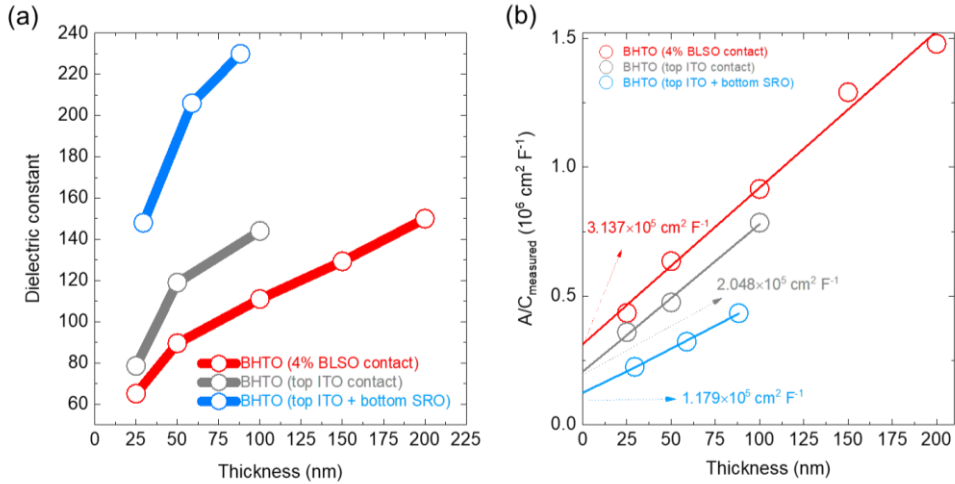 (a)
240
220
200
180
160
140
120
100
80
60
Dielectric constant
BHTO (4% BLSO contact)
BHTO (top ITO contact)
BHTO (top ITO + bottom SRO)
0 25 50 75 100 125 150 175 200 225
Thickness (nm)
(b)
1.5
1.0
0.5
0.0
A/C_measured (10⁶ cm² F⁻¹)
BHTO (4% BLSO contact)
BHTO (top ITO contact)
BHTO (top ITO + bottom SRO)
3.137×10⁵ cm² F⁻¹
2.048×10⁵ cm² F⁻¹
1.179×10⁵ cm² F⁻¹
0 25 50 75 100 125 150 175 200
Thickness (nm)